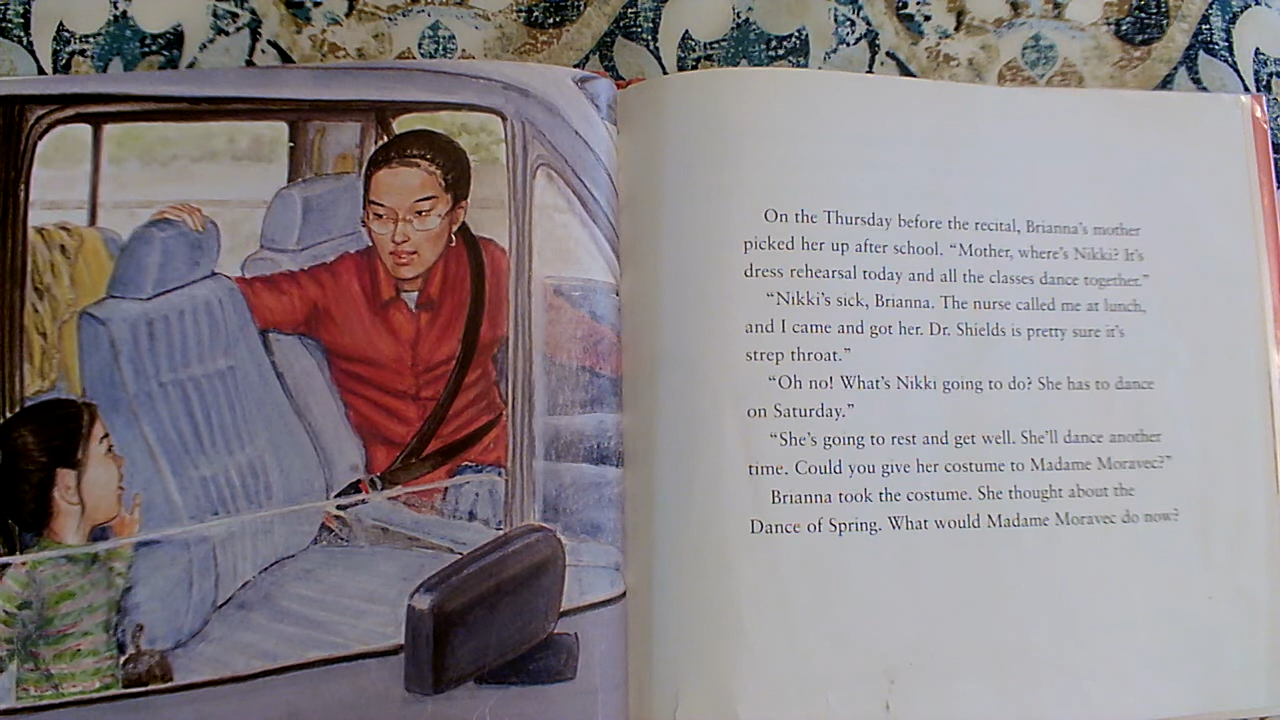 On the Thursday before the recital, Brianna's mother
picked her up after school. “Mother, where's Nikki? It's
dress rehearsal today and all the classes dance together.”
“Nikki's sick, Brianna. The nurse called me at lunch,
and I came and got her. Dr. Shields is pretty sure it's
strep throat.”
“Oh no! What's Nikki going to do? She has to dance
on Saturday.”
“She's going to rest and get well. She'll dance another
time. Could you give her costume to Madame Moravec?”
Brianna took the costume. She thought about the
Dance of Spring. What would Madame Moravec do now?